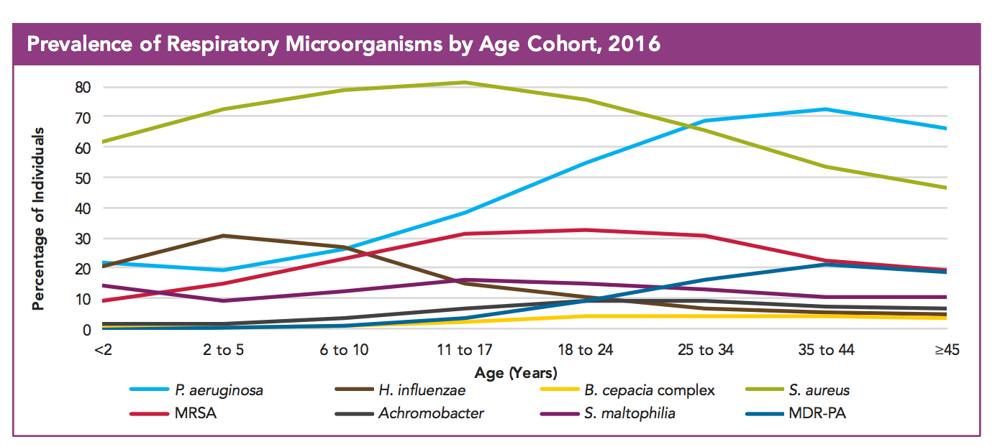 Prevalence of Respiratory Microorganisms by Age Cohort, 2016
Percentage of Individuals
80
70
60
50
40
30
20
10
0
<2 2 to 5 6 to 10 11 to 17 18 to 24 25 to 34 35 to 44 ≥45
Age (Years)
P. aeruginosa H. influenzae B. cepacia complex S. aureus
MRSA Achromobacter S. maltophilia MDR-PA